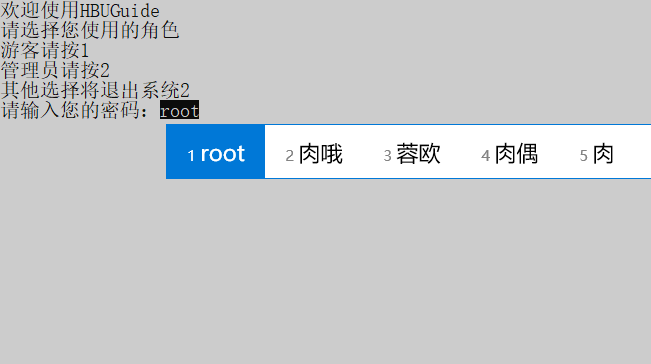 欢迎使用HBUGuide
请选择您使用的角色
游客请按1
管理员请按2
其他选择将退出系统2
请输入您的密码：root
1 root 2 肉哦 3 蓉欧 4 肉偶 5 肉